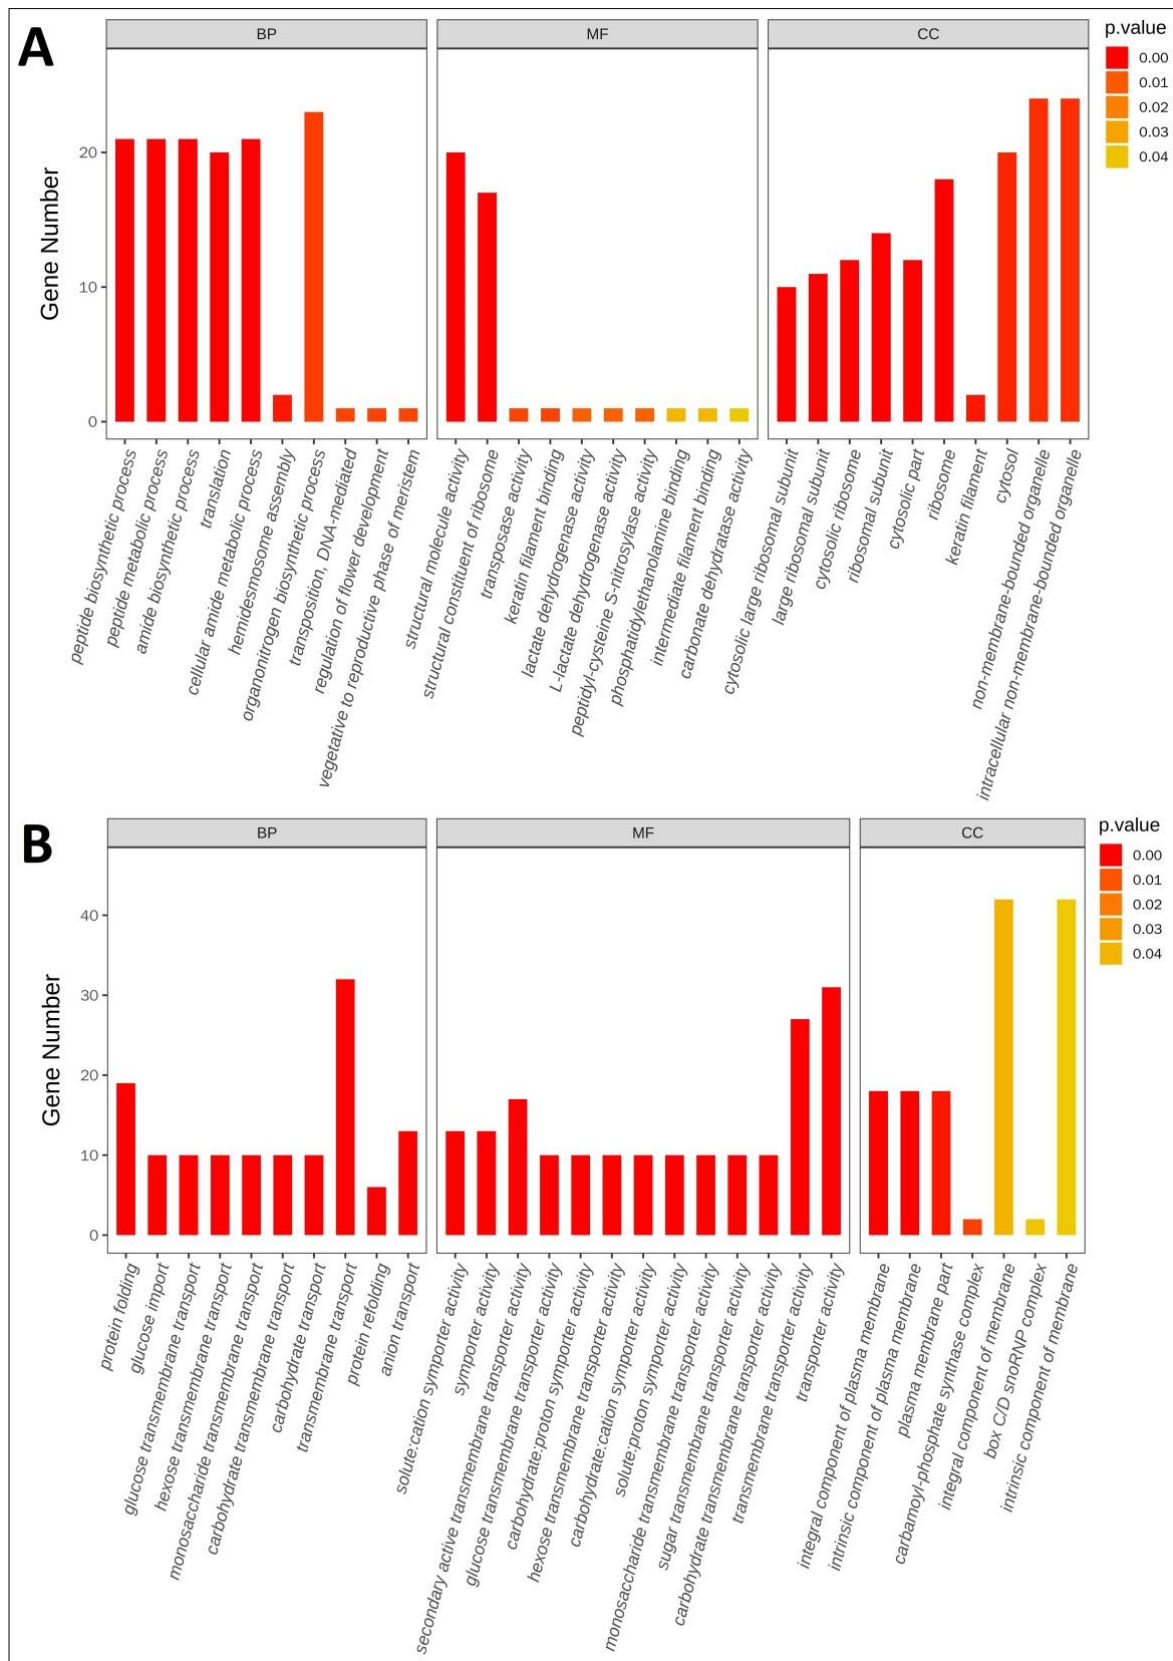 A
BP
MF
CC
p.value
0.00
0.01
0.02
0.03
0.04
Gene Number
20
10
0
peptide biosynthetic process
peptide metabolic process
amide biosynthetic process
translation
cellular amide metabolic process
hemidesmosome assembly
organonitrogen biosynthetic process
transposition, DNA-mediated
regulation of flower development
vegetative to reproductive phase of meristem
structural molecule activity
structural constituent of ribosome
transposase activity
keratin filament binding
lactate dehydrogenase activity
L-lactate dehydrogenase activity
peptidyl-cysteine S-nitrosylase activity
phosphatidylethanolamine binding
intermediate filament binding
carbonate dehydratase activity
cytosolic large ribosomal subunit
large ribosomal subunit
cytosolic ribosome
ribosomal subunit
cytosolic part
ribosome
keratin filament
cytosol
non-membrane-bounded organelle
intracellular non-membrane-bounded organelle
B
BP
MF
CC
p.value
0.00
0.01
0.02
0.03
0.04
Gene Number
40
30
20
10
0
protein folding
glucose import
glucose transmembrane transport
hexose transmembrane transport
monosaccharide transmembrane transport
carbohydrate transmembrane transport
carbohydrate transport
transmembrane transport
protein refolding
anion transport
solute:cation symporter activity
symporter activity
secondary active transmembrane transporter activity
glucose transmembrane transporter activity
carbohydrate:proton symporter activity
hexose transmembrane transporter activity
carbohydrate:cation symporter activity
solute:proton symporter activity
monosaccharide transmembrane transporter activity
sugar transmembrane transporter activity
carbohydrate transmembrane transporter activity
transmembrane transporter activity
transporter activity
integral component of plasma membrane
intrinsic component of plasma membrane
plasma membrane part
carbamoyl-phosphate synthase complex
integral component of membrane
box C/D snoRNP complex
intrinsic component of membrane